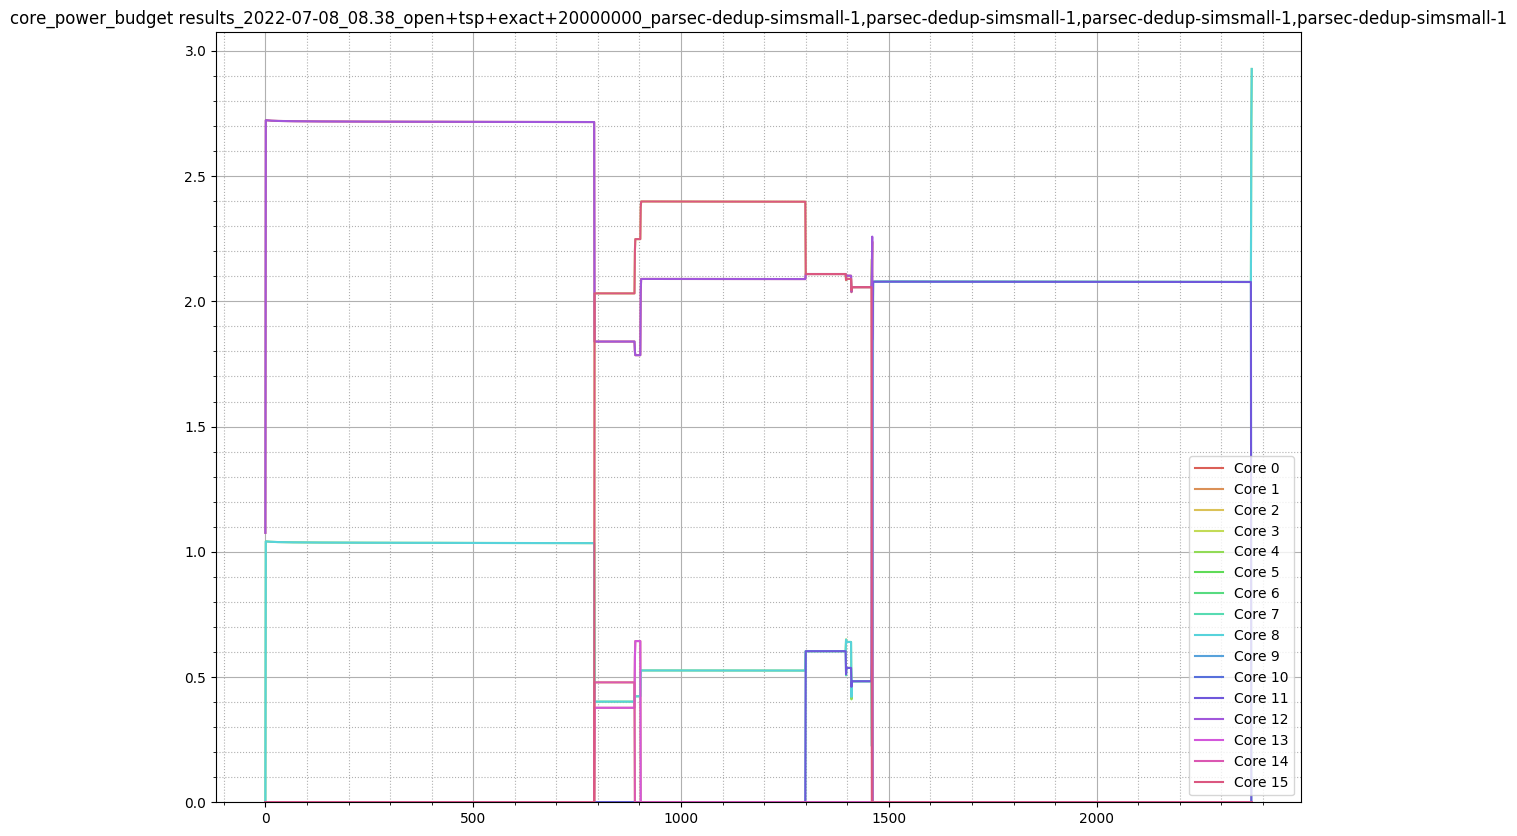 core_power_budget results_2022-07-08_08.38_open+tsp+exact+20000000_parsec-dedup-simsmall-1,parsec-dedup-simsmall-1,parsec-dedup-simsmall-1,parsec-dedup-simsmall-1
3.0
2.5
2.0
1.5
1.0
0.5
0.0
0
500
1000
1500
2000
Core 0
Core 1
Core 2
Core 3
Core 4
Core 5
Core 6
Core 7
Core 8
Core 9
Core 10
Core 11
Core 12
Core 13
Core 14
Core 15